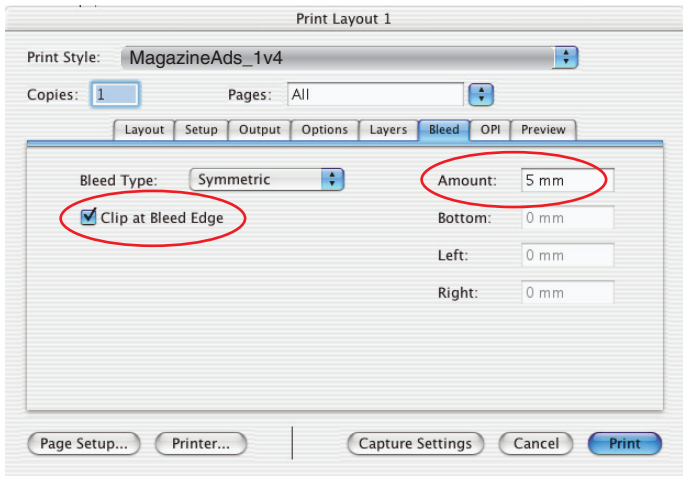 Print Layout 1
Print Style: MagazineAds_1v4
Copies: 1 Pages: All
Layout Setup Output Options Layers Bleed OPI Preview
Bleed Type: Symmetric Amount: 5 mm
Clip at Bleed Edge Bottom: 0 mm
Left: 0 mm
Right: 0 mm
Page Setup... Printer... Capture Settings Cancel Print